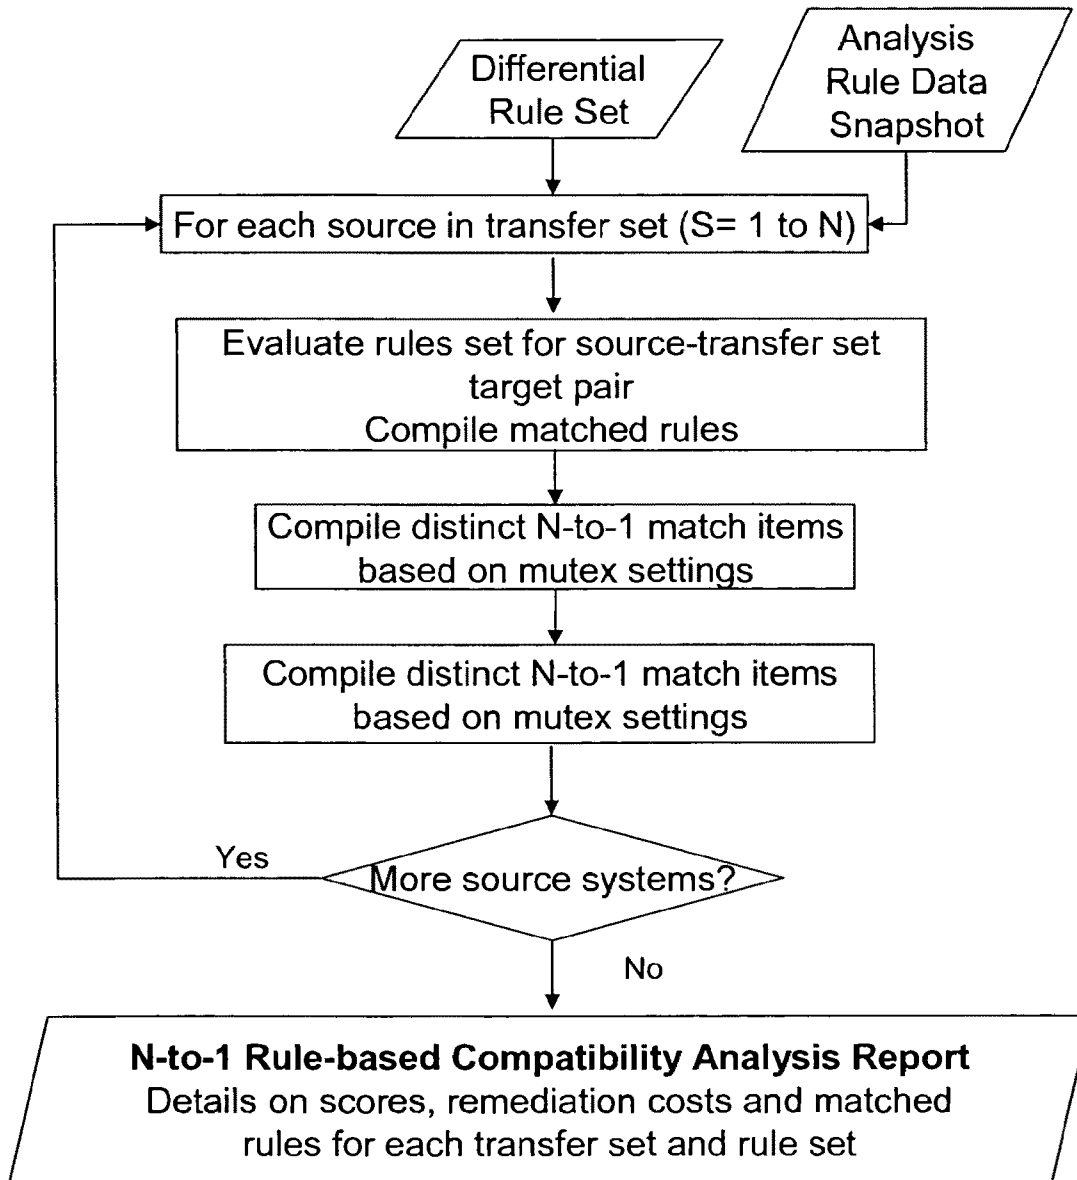 Differential
Rule Set
Analysis
Rule Data
Snapshot
For each source in transfer set (S= 1 to N)
Evaluate rules set for source-transfer set
target pair
Compile matched rules
Compile distinct N-to-1 match items
based on mutex settings
Compile distinct N-to-1 match items
based on mutex settings
Yes
More source systems?
No
N-to-1 Rule-based Compatibility Analysis Report
Details on scores, remediation costs and matched
rules for each transfer set and rule set